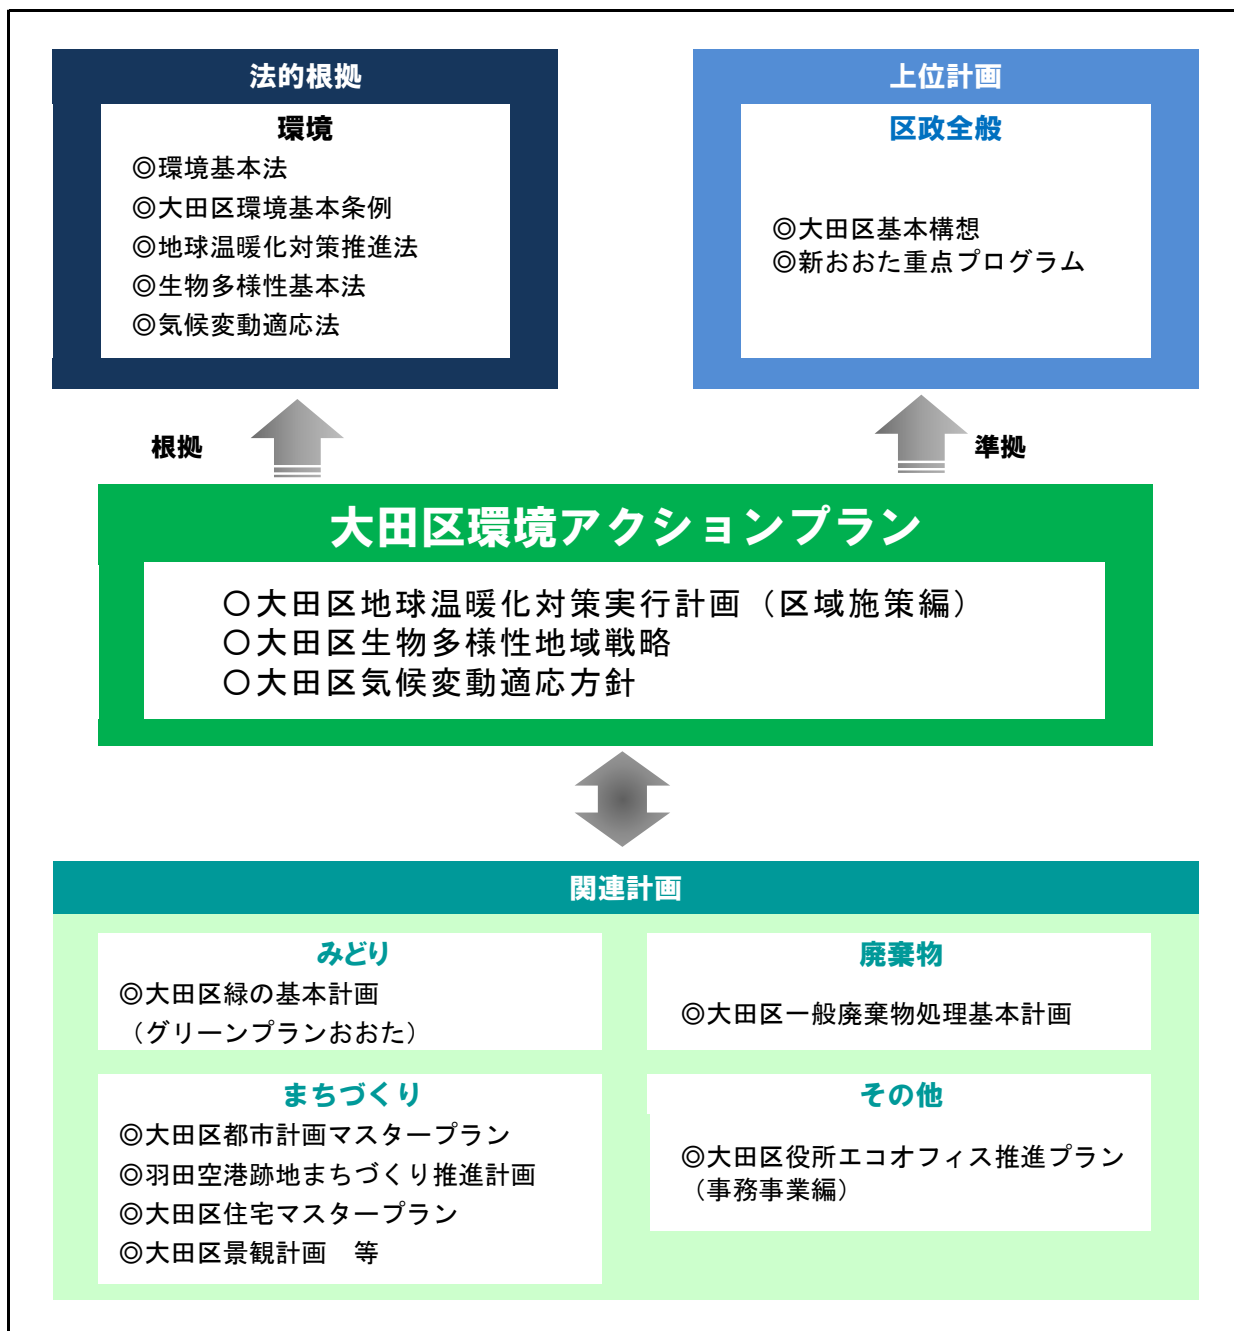 法的根拠
環境
◎環境基本法
◎大田区環境基本条例
◎地球温暖化対策推進法
◎生物多様性基本法
◎気候変動適応法
上位計画
区政全般
◎大田区基本構想
◎新おおた重点プログラム
根拠
準拠
大田区環境アクションプラン
○大田区地球温暖化対策実行計画（区域施策編）
○大田区生物多様性地域戦略
○大田区気候変動適応方針
関連計画
みどり
◎大田区緑の基本計画
（グリーンプランおおた）
廃棄物
◎大田区一般廃棄物処理基本計画
まちづくり
◎大田区都市計画マスタープラン
◎羽田空港跡地まちづくり推進計画
◎大田区住宅マスタープラン
◎大田区景観計画　等
その他
◎大田区役所エコオフィス推進プラン
（事務事業編）